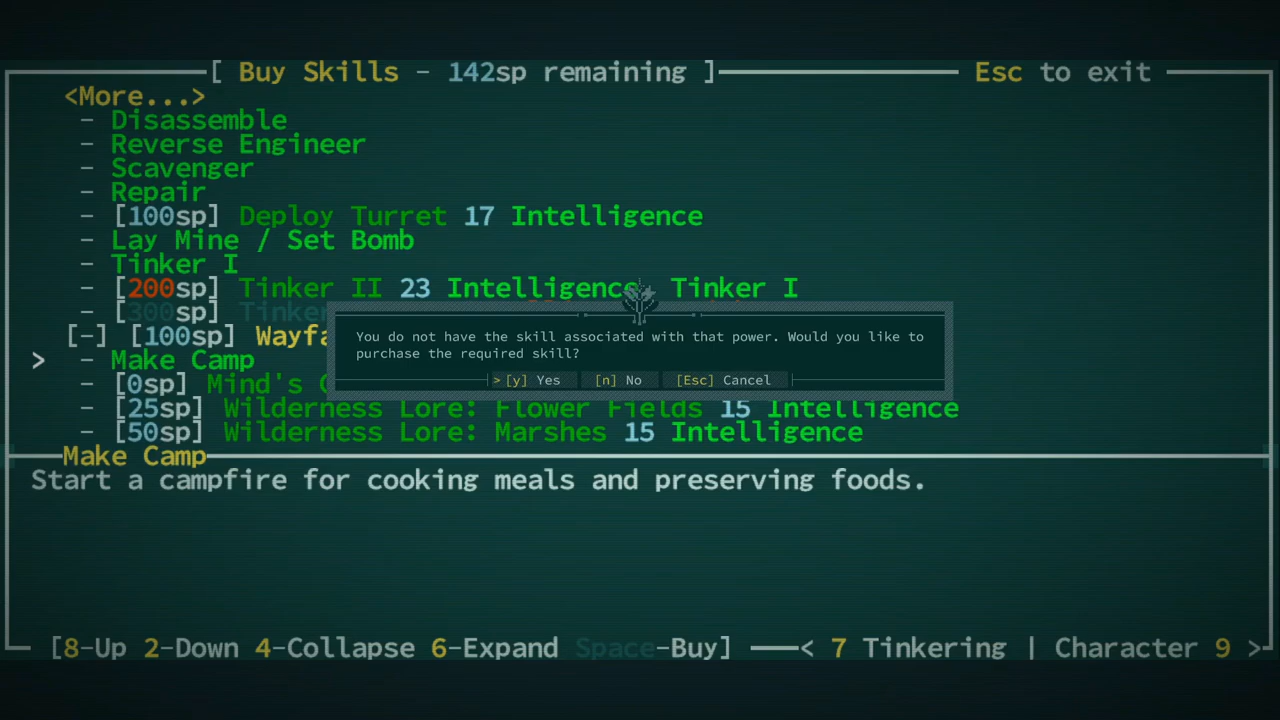 [ Buy Skills - 142sp remaining ] Esc to exit
<More...>
- Disassemble
- Reverse Engineer
- Scavenger
- Repair
- [100sp] Deploy Turret 17 Intelligence
- Lay Mine / Set Bomb
- Tinker I
- [200sp] Tinker II 23 Intelligence, Tinker I
- [300sp] Tinker
[-] [100sp] Wayfa
You do not have the skill associated with that power. Would you like to
purchase the required skill?
> [y] Yes [n] No [Esc] Cancel
> - Make Camp
- [0sp] Mind's
- [25sp] Wilderness Lore: Flower Fields 15 Intelligence
- [50sp] Wilderness Lore: Marshes 15 Intelligence
Make Camp
Start a campfire for cooking meals and preserving foods.
[8-Up 2-Down 4-Collapse 6-Expand Space-Buy] < 7 Tinkering | Character 9 >